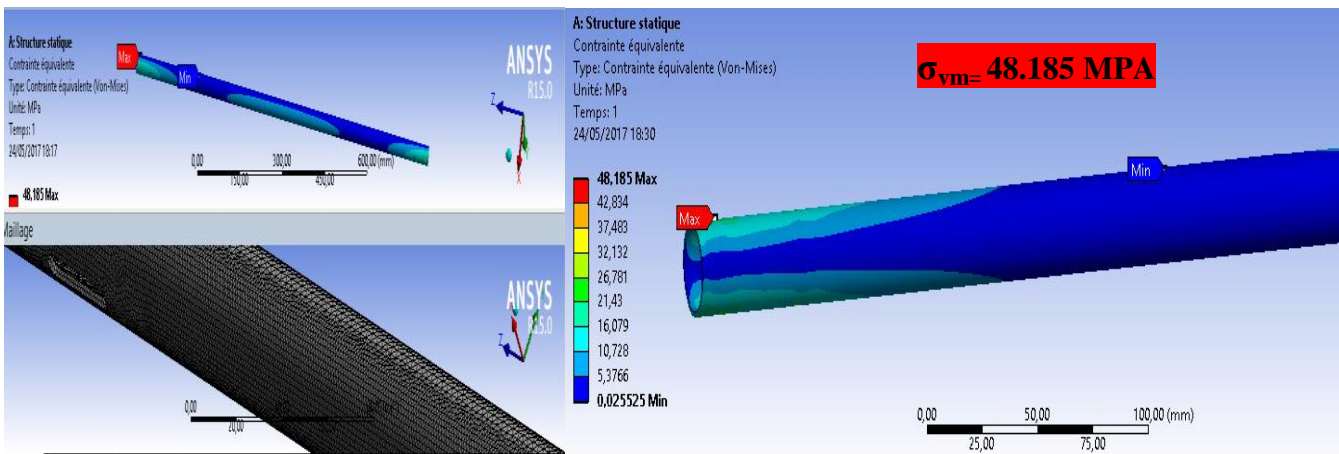 A: Structure statique
Contrainte équivalente
Type: Contrainte équivalente (Von-Mises)
Unité: MPa
Temps: 1
24/05/2017 18:17
48,185 Max
Max
Min
ANSYS
R15.0
Z
X
0,00 300,00 600,00 (mm)
150,00 450,00
Maillage
ANSYS
R15.0
Z
0,00
20,00
A: Structure statique
Contrainte équivalente
Type: Contrainte équivalente (Von-Mises)
Unité: MPa
Temps: 1
24/05/2017 18:30
σvm= 48.185 MPA
48,185 Max
42,834
37,483
32,132
26,781
21,43
16,079
10,728
5,3766
0,025525 Min
Max
Min
0,00 50,00 100,00 (mm)
25,00 75,00